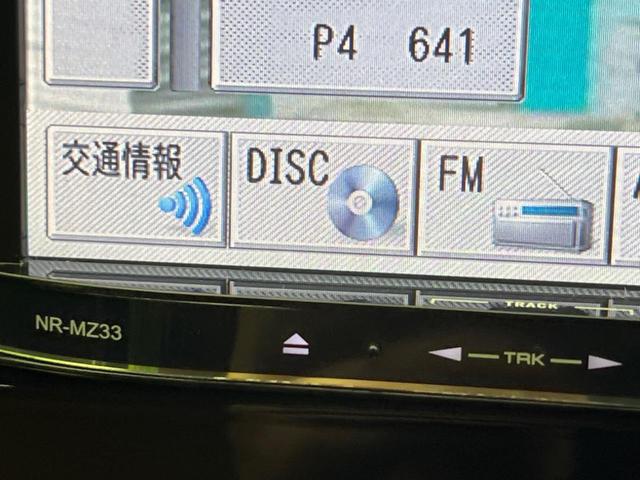 P4 641
交通情報 DISC FM
TRACK
NR-MZ33
TRK